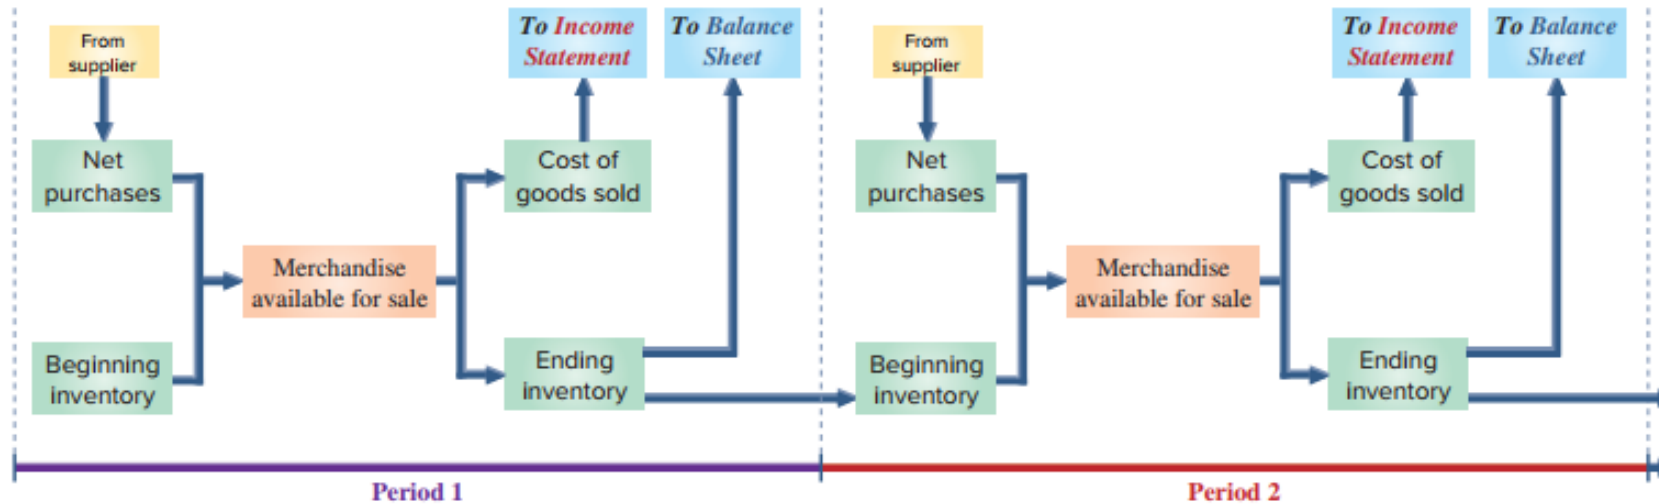 From
supplier
To Income
Statement
To Balance
Sheet
Net
purchases
Cost of
goods sold
Merchandise
available for sale
Beginning
inventory
Ending
inventory
Period 1
From
supplier
To Income
Statement
To Balance
Sheet
Net
purchases
Cost of
goods sold
Merchandise
available for sale
Beginning
inventory
Ending
inventory
Period 2